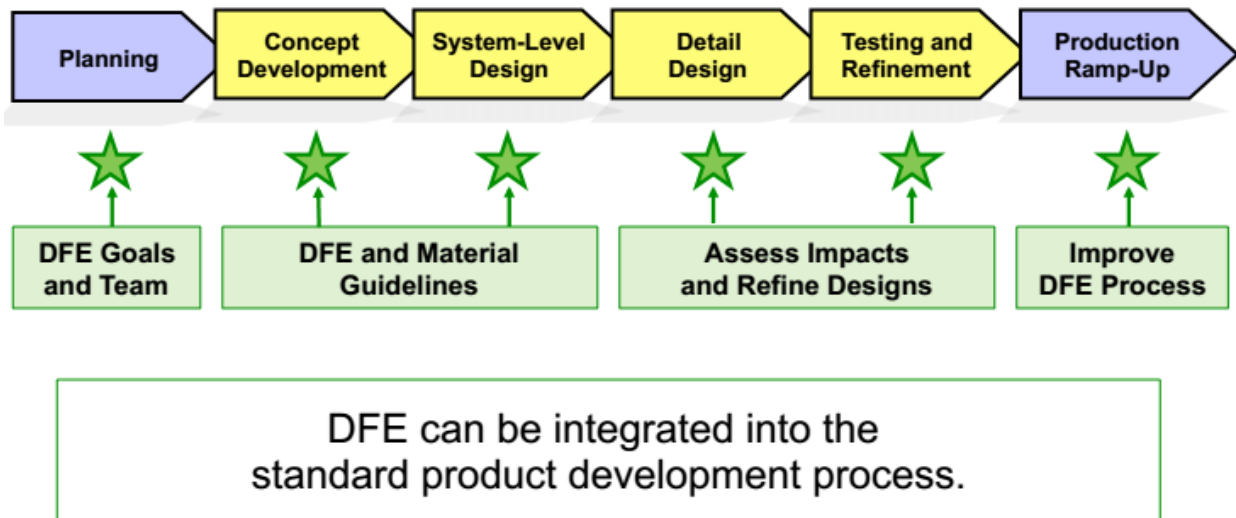 Planning
Concept
Development
System-Level
Design
Detail
Design
Testing and
Refinement
Production
Ramp-Up
DFE Goals
and Team
DFE and Material
Guidelines
Assess Impacts
and Refine Designs
Improve
DFE Process
DFE can be integrated into the
standard product development process.